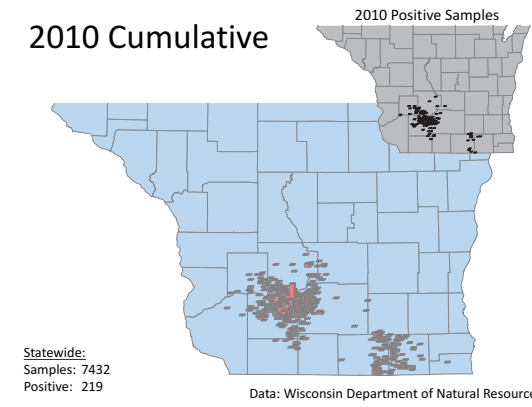 2010 Cumulative
2010 Positive Samples
Statewide:
Samples: 7432
Positive: 219
Data: Wisconsin Department of Natural Resource